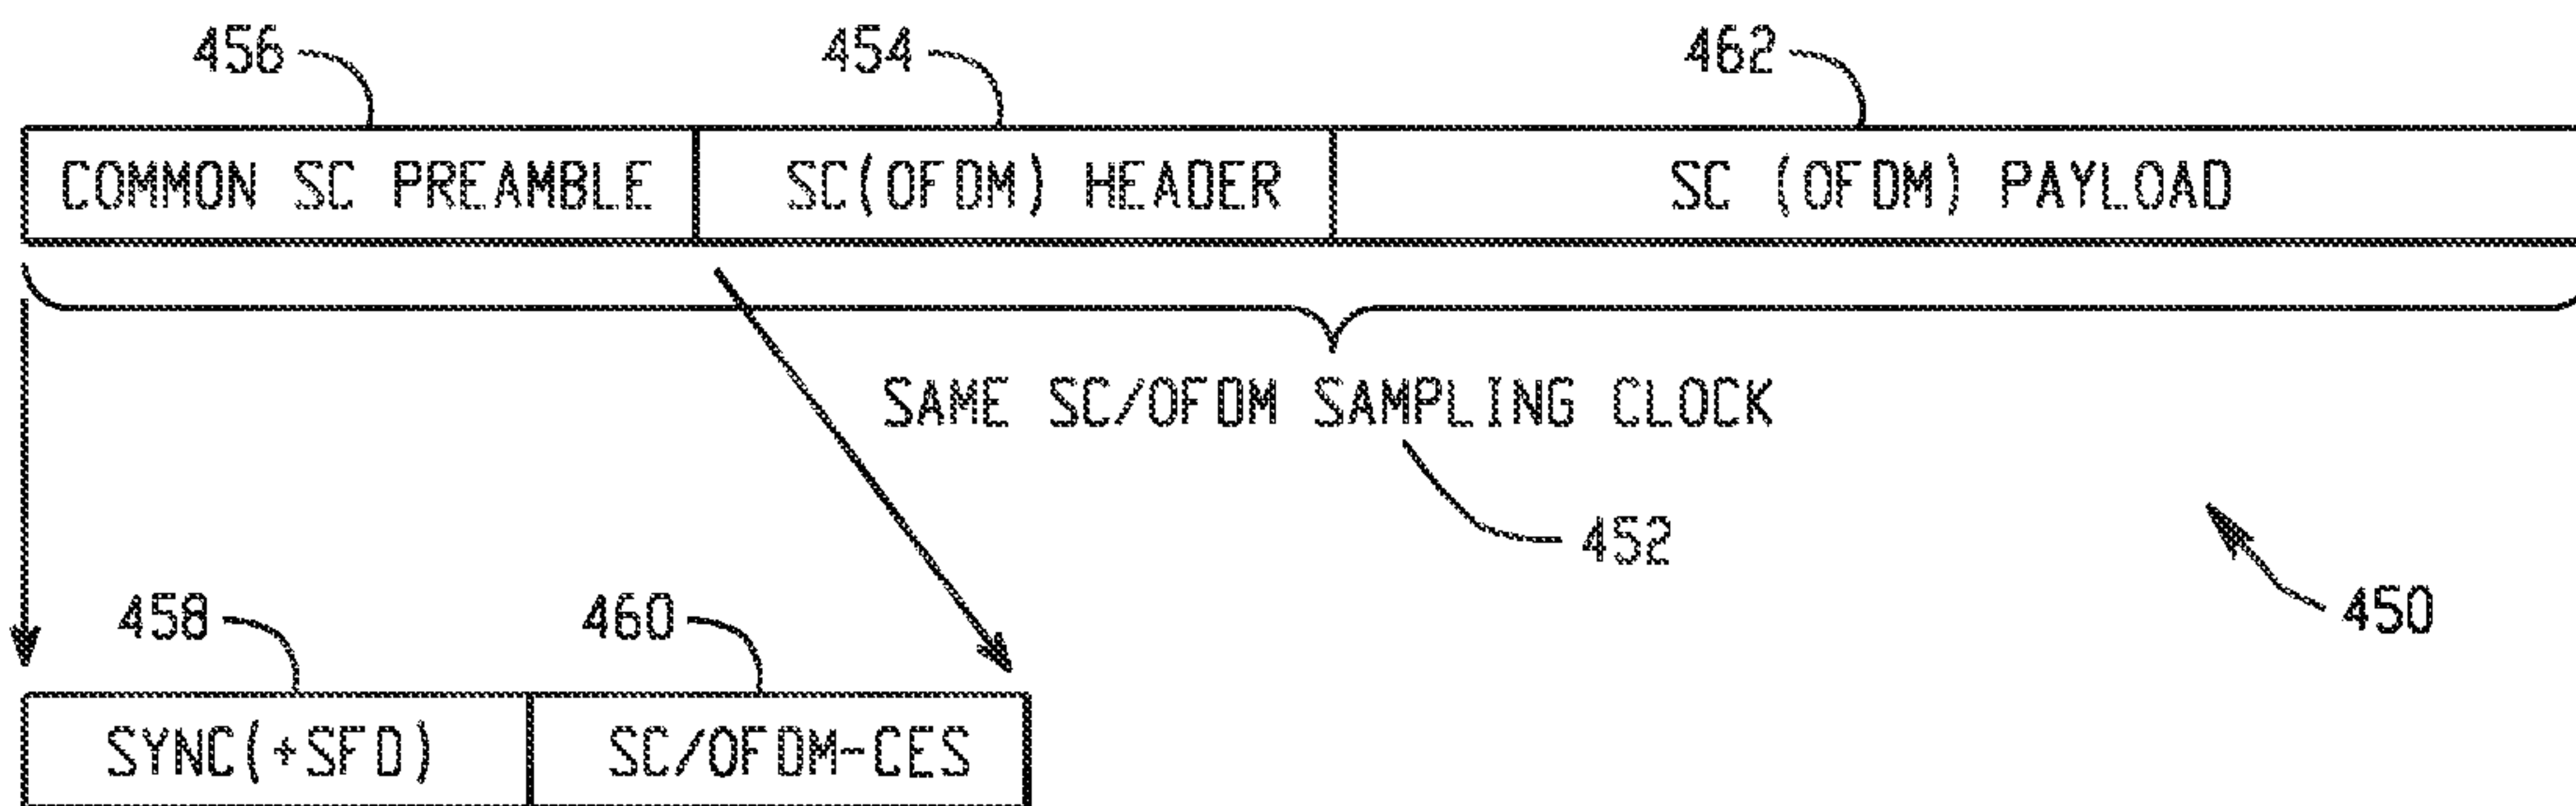 456 454 462
COMMON SC PREAMBLE SC(OFDM) HEADER SC (OFDM) PAYLOAD
SAME SC/OFDM SAMPLING CLOCK
452
450
458 460
SYNC(+SFD) SC/OFDM-CES